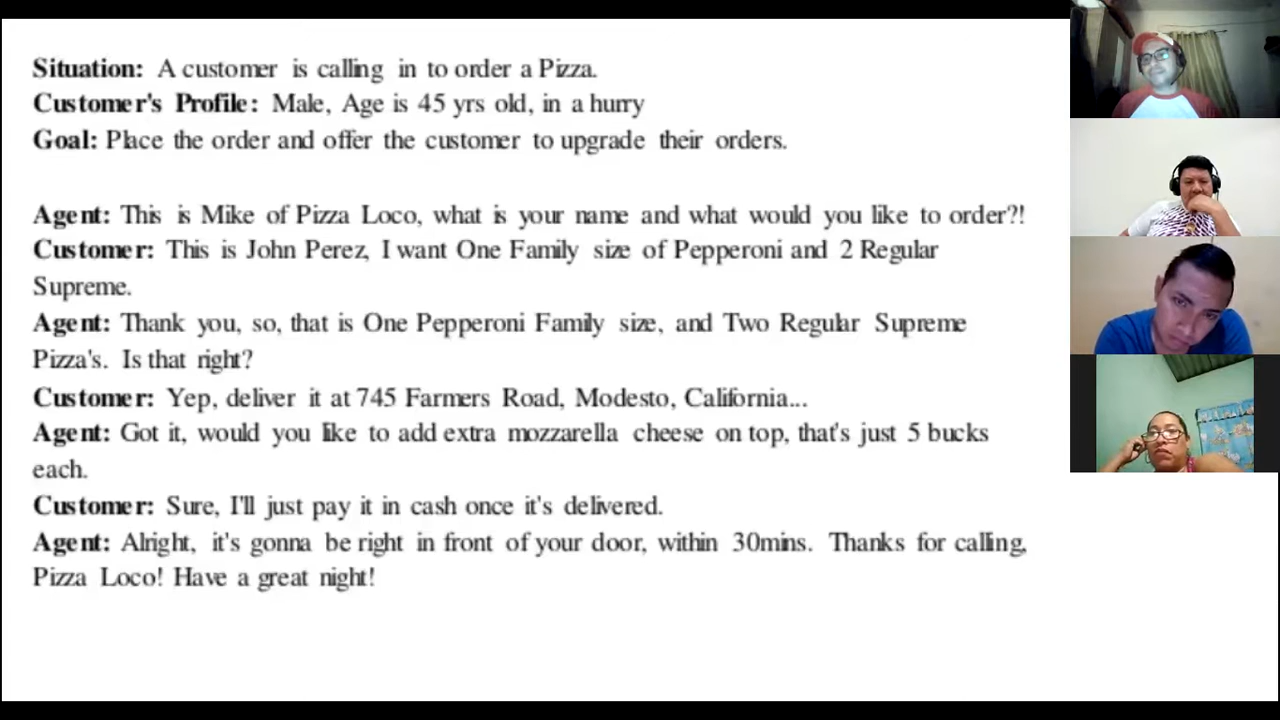 Situation: A customer is calling in to order a Pizza.
Customer's Profile: Male, Age is 45 yrs old, in a hurry
Goal: Place the order and offer the customer to upgrade their orders.
Agent: This is Mike of Pizza Loco, what is your name and what would you like to order?!
Customer: This is John Perez, I want One Family size of Pepperoni and 2 Regular
Supreme.
Agent: Thank you, so, that is One Pepperoni Family size, and Two Regular Supreme
Pizza's. Is that right?
Customer: Yep, deliver it at 745 Farmers Road, Modesto, California...
Agent: Got it, would you like to add extra mozzarella cheese on top, that's just 5 bucks
each.
Customer: Sure, I'll just pay it in cash once it's delivered.
Agent: Alright, it's gonna be right in front of your door, within 30mins. Thanks for calling,
Pizza Loco! Have a great night!